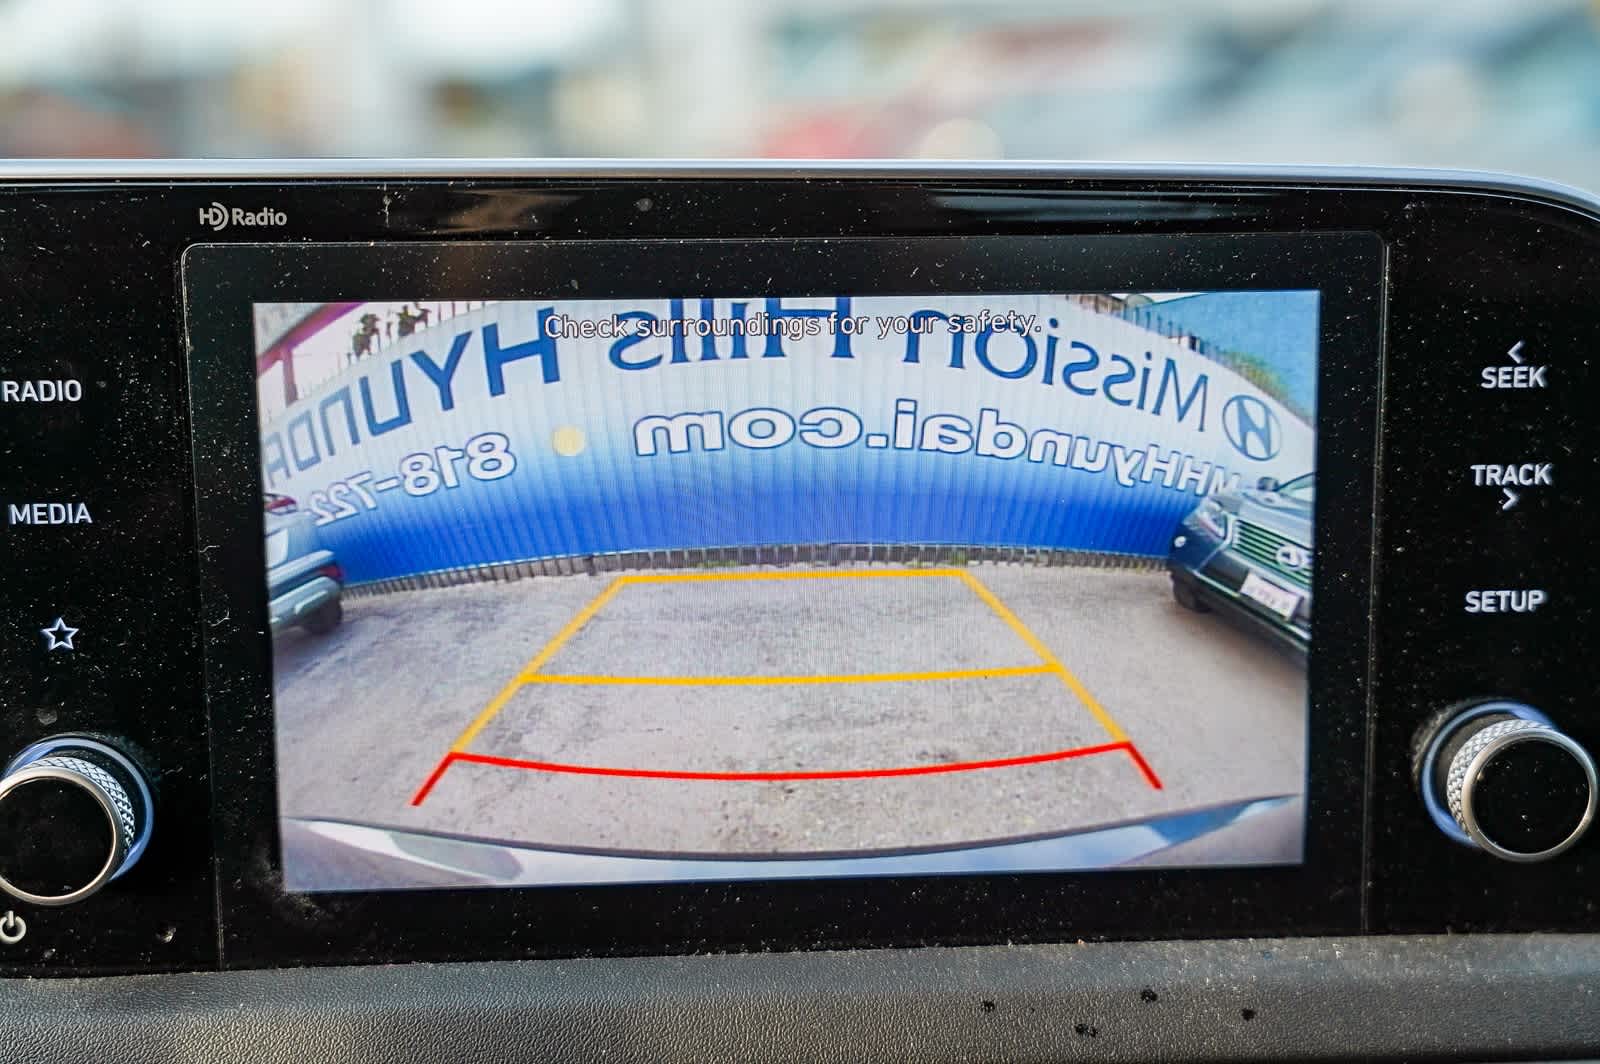 HD Radio
RADIO
MEDIA
Check surroundings for your safety.
Mission Hills HYUNDA
MHHyundai.com 818-722
SEEK
TRACK
SETUP